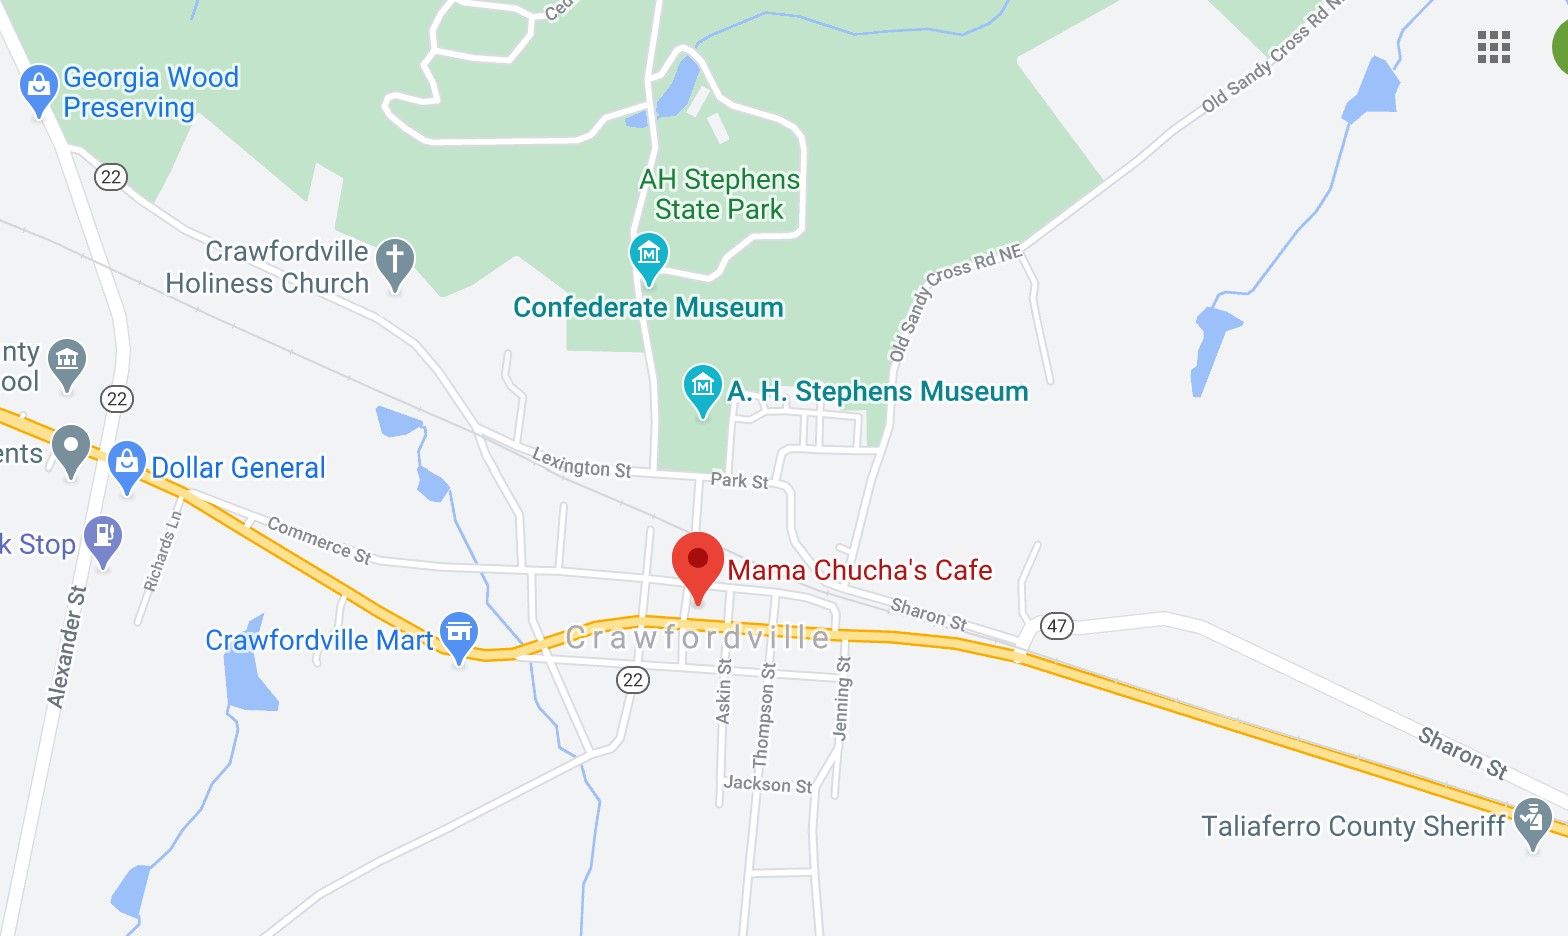 Ced
Old Sandy Cross Rd NE
Georgia Wood
Preserving
22
AH Stephens
State Park
Crawfordville
Holiness Church
Old Sandy Cross Rd NE
M
Confederate Museum
nty
ool
22
M
A. H. Stephens Museum
ents
Dollar General
Lexington St
Park St
k Stop
Richards Ln
Commerce St
Mama Chucha's Cafe
Sharon St
47
Alexander St
Crawfordville Mart
Crawfordville
22
Askin St
Thompson St
Jenning St
Sharon St
Jackson St
Taliaferro County Sheriff